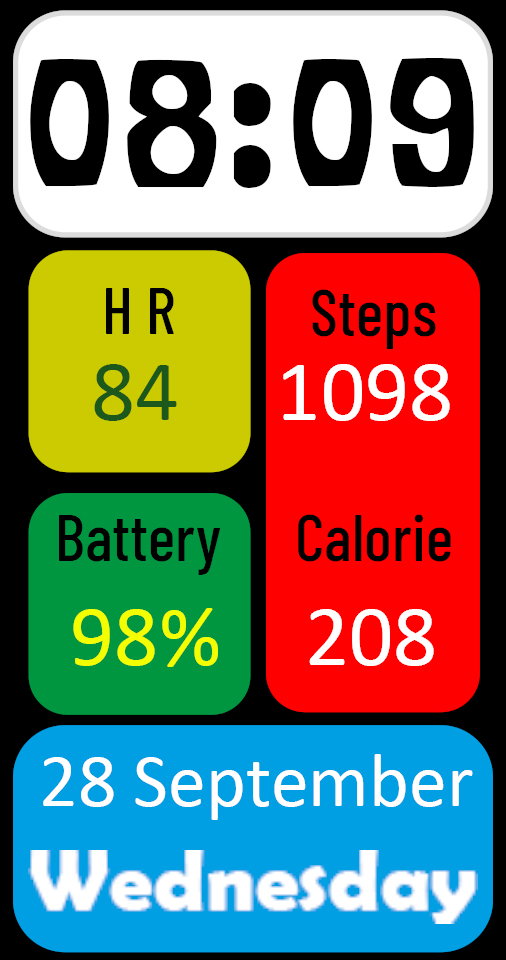 08:09
H R
84
Steps
1098
Battery
98%
Calorie
208
28 September
Wednesday